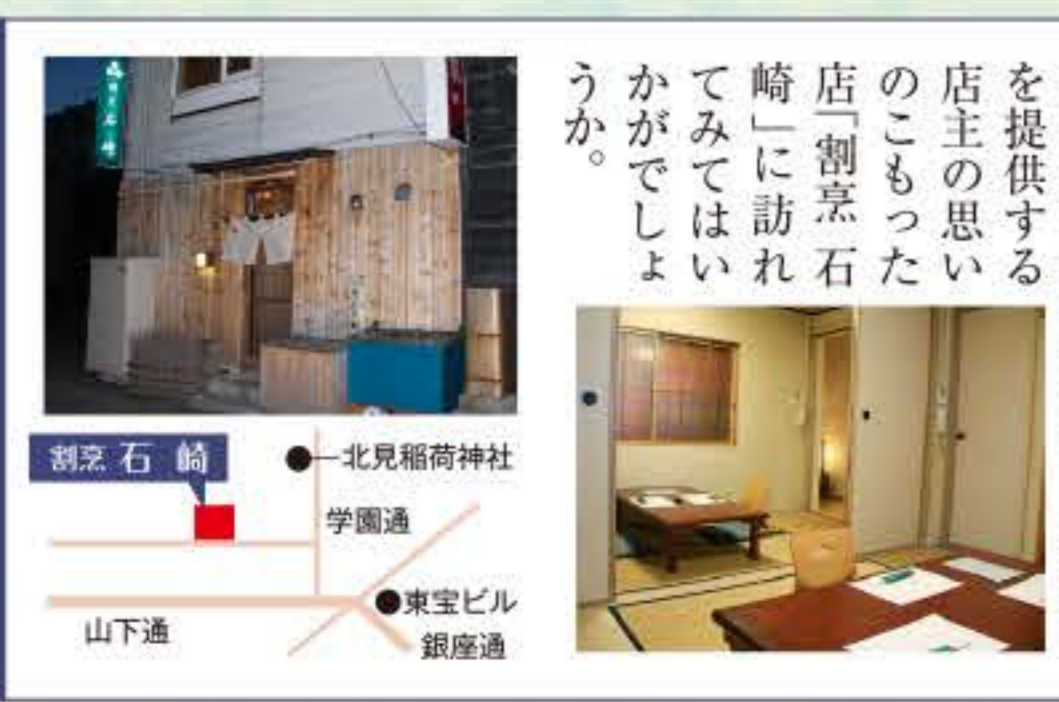 を提供する
店主の思い
のこもった
店「割烹 石
崎」に訪れ
てみてはい
かがでしょ
うか。
割烹 石 崎
北見稲荷神社
学園通
東宝ビル
山下通
銀座通